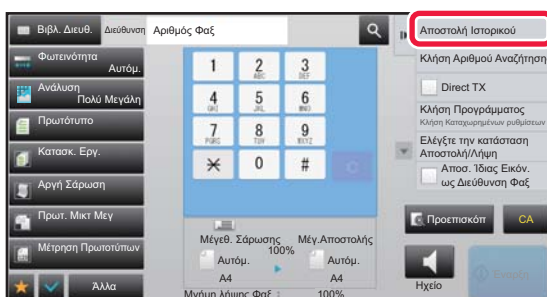 Βιβλ. Διευθ.
Διεύθυνση
Αριθμός Φαξ
Φωτεινότητα
Αυτόμ.
Ανάλυση
Πολύ Μεγάλη
Πρωτότυπο
Κατασκ. Εργ.
Αργή Σάρωση
Πρωτ. Μικτ Μεγ
Μέτρηση Πρωτοτύπων
Άλλα
1
2
ABC
3
DEF
4
GHI
5
JKL
6
MNO
7
PQRS
8
TUV
9
WXYZ
0
#
C
Μέγεθ. Σάρωσης
Μέγ.Αποστολής
100%
Αυτόμ.
Αυτόμ.
A4
A4
Μνήμη λήψης Φαξ :
100%
Αποστολή Ιστορικού
Κλήση Αριθμού Αναζήτηση
Direct TX
Κλήση Προγράμματος
Κλήση Καταχωρημένων ρυθμίσεων
Ελέγξτε την κατάσταση
Αποστολή/Λήψη
Αποσ. Ίδιας Εικόν.
ως Διεύθυνση Φαξ
Προεπισκόπ
CA
Ηχείο
Έναρξη